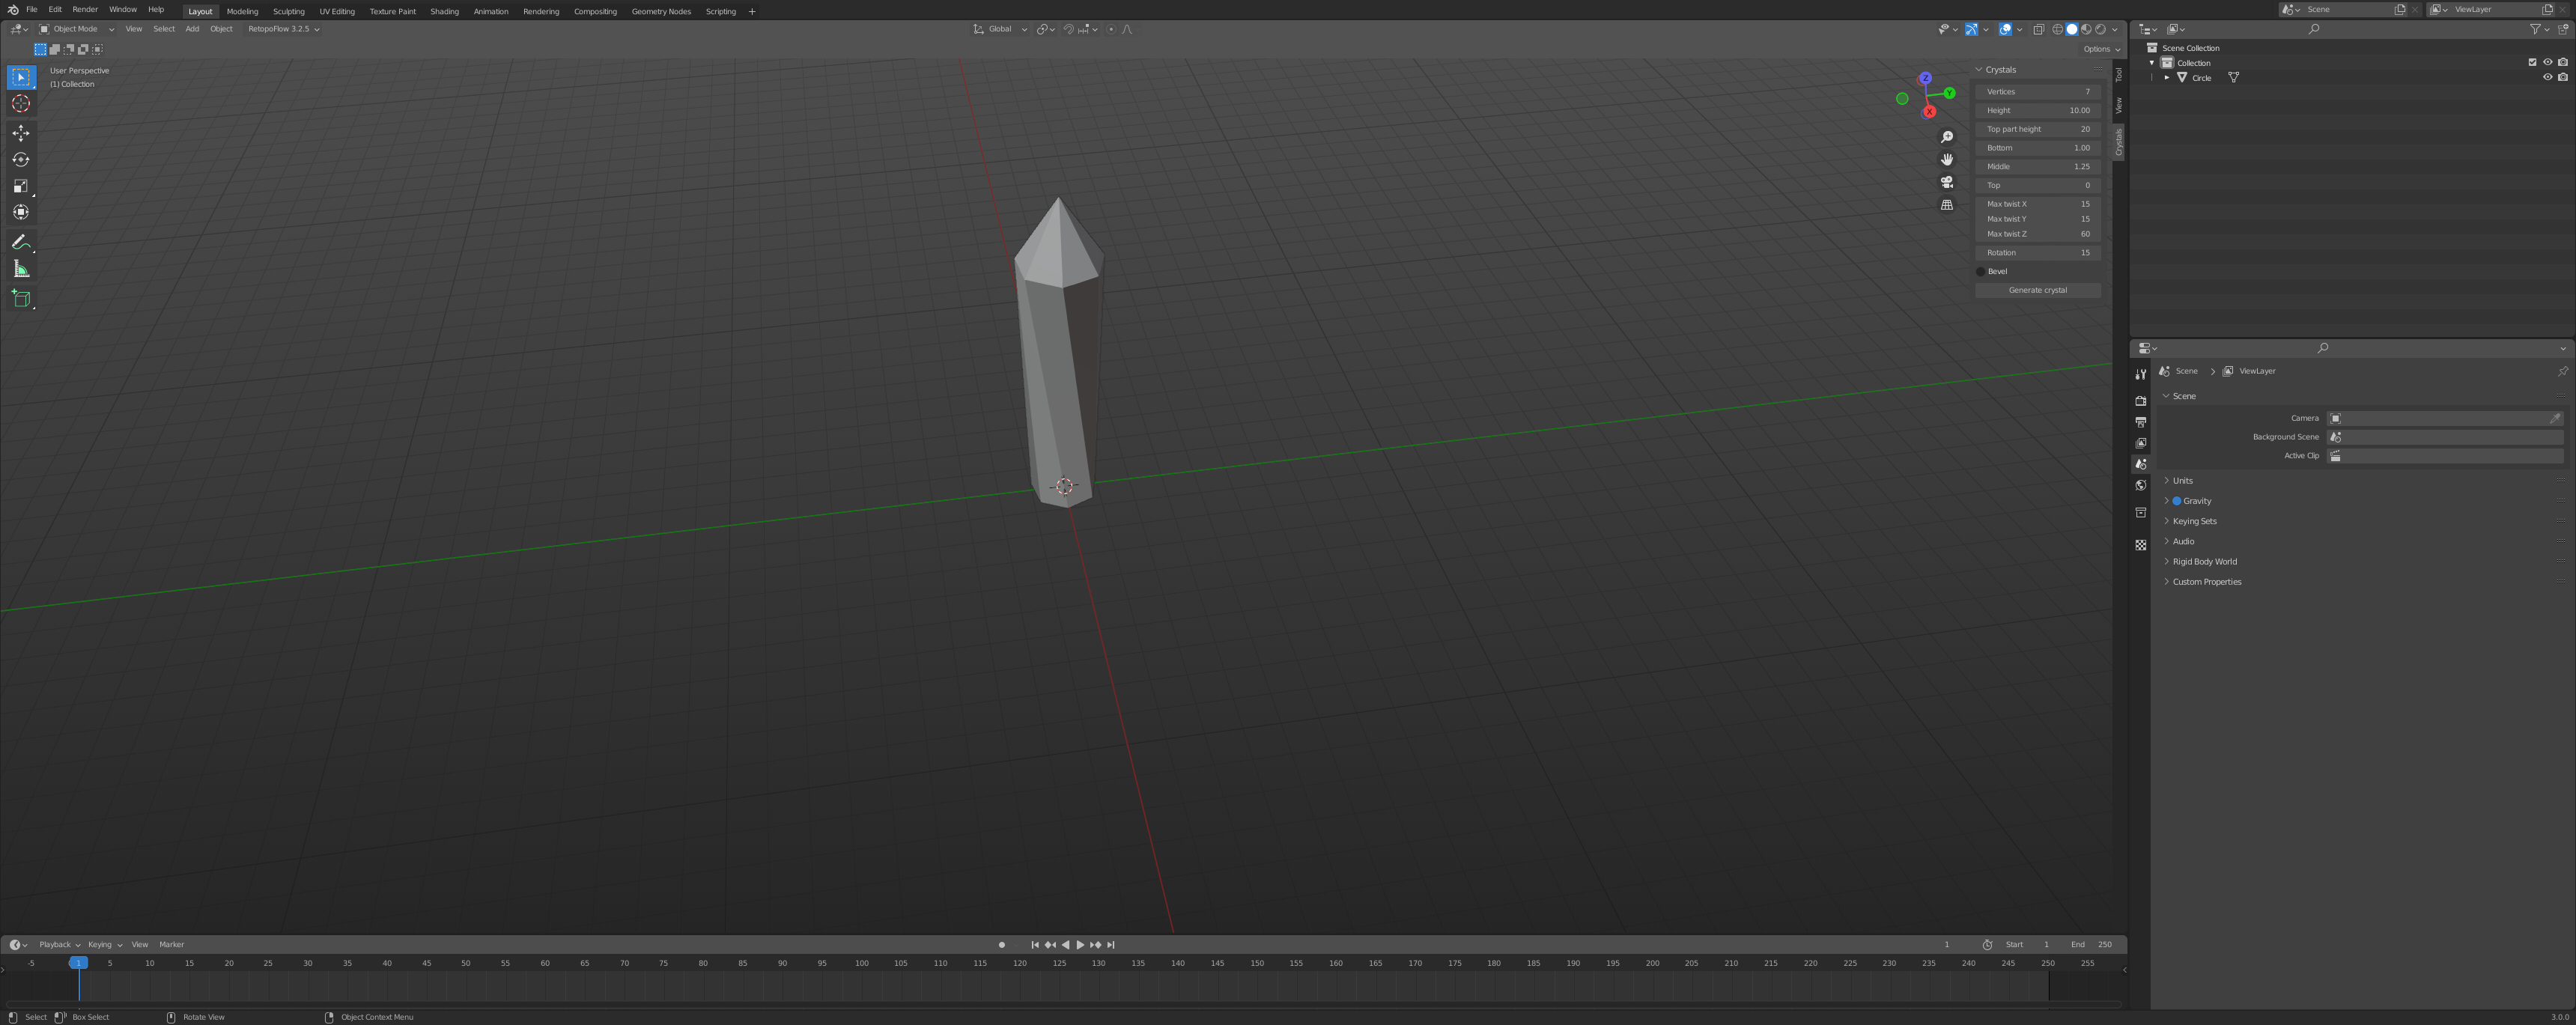 File Edit Render Window Help Layout Modeling Sculpting UV Editing Texture Paint Shading Animation Rendering Compositing Geometry Nodes Scripting + Scene ViewLayer
Object Mode View Select Add Object RetopoFlow 3.2.5 Global
Options
User Perspective
(1) Collection
Z
Y
X
Crystals
Vertices 7
Height 10.00
Top part height 20
Bottom 1.00
Middle 1.25
Top 0
Max twist X 15
Max twist Y 15
Max twist Z 60
Rotation 15
Bevel
Generate crystal
Tool
View
Crystals
Scene Collection
Collection
Circle
Scene ViewLayer
Scene
Camera
Background Scene
Active Clip
Units
Gravity
Keying Sets
Audio
Rigid Body World
Custom Properties
Playback Keying View Marker 1 Start 1 End 250
-5 1 5 10 15 20 25 30 35 40 45 50 55 60 65 70 75 80 85 90 95 100 105 110 115 120 125 130 135 140 145 150 155 160 165 170 175 180 185 190 195 200 205 210 215 220 225 230 235 240 245 250 255
Select Box Select Rotate View Object Context Menu 3.0.0